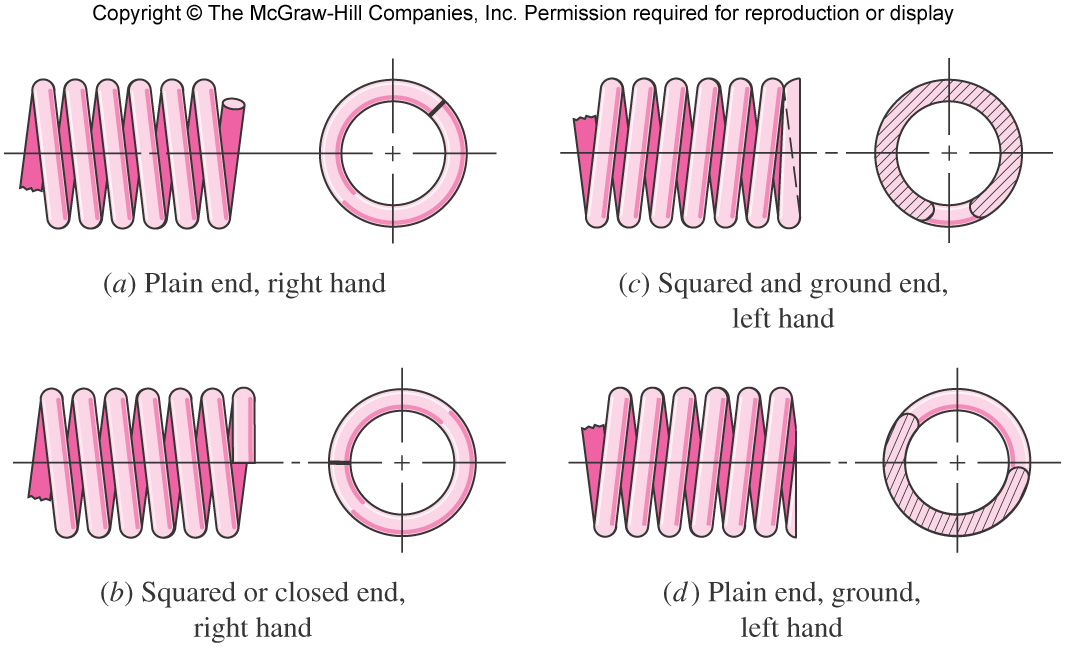 Copyright © The McGraw-Hill Companies, Inc. Permission required for reproduction or display
(a) Plain end, right hand
(c) Squared and ground end,
left hand
(b) Squared or closed end,
right hand
(d) Plain end, ground,
left hand